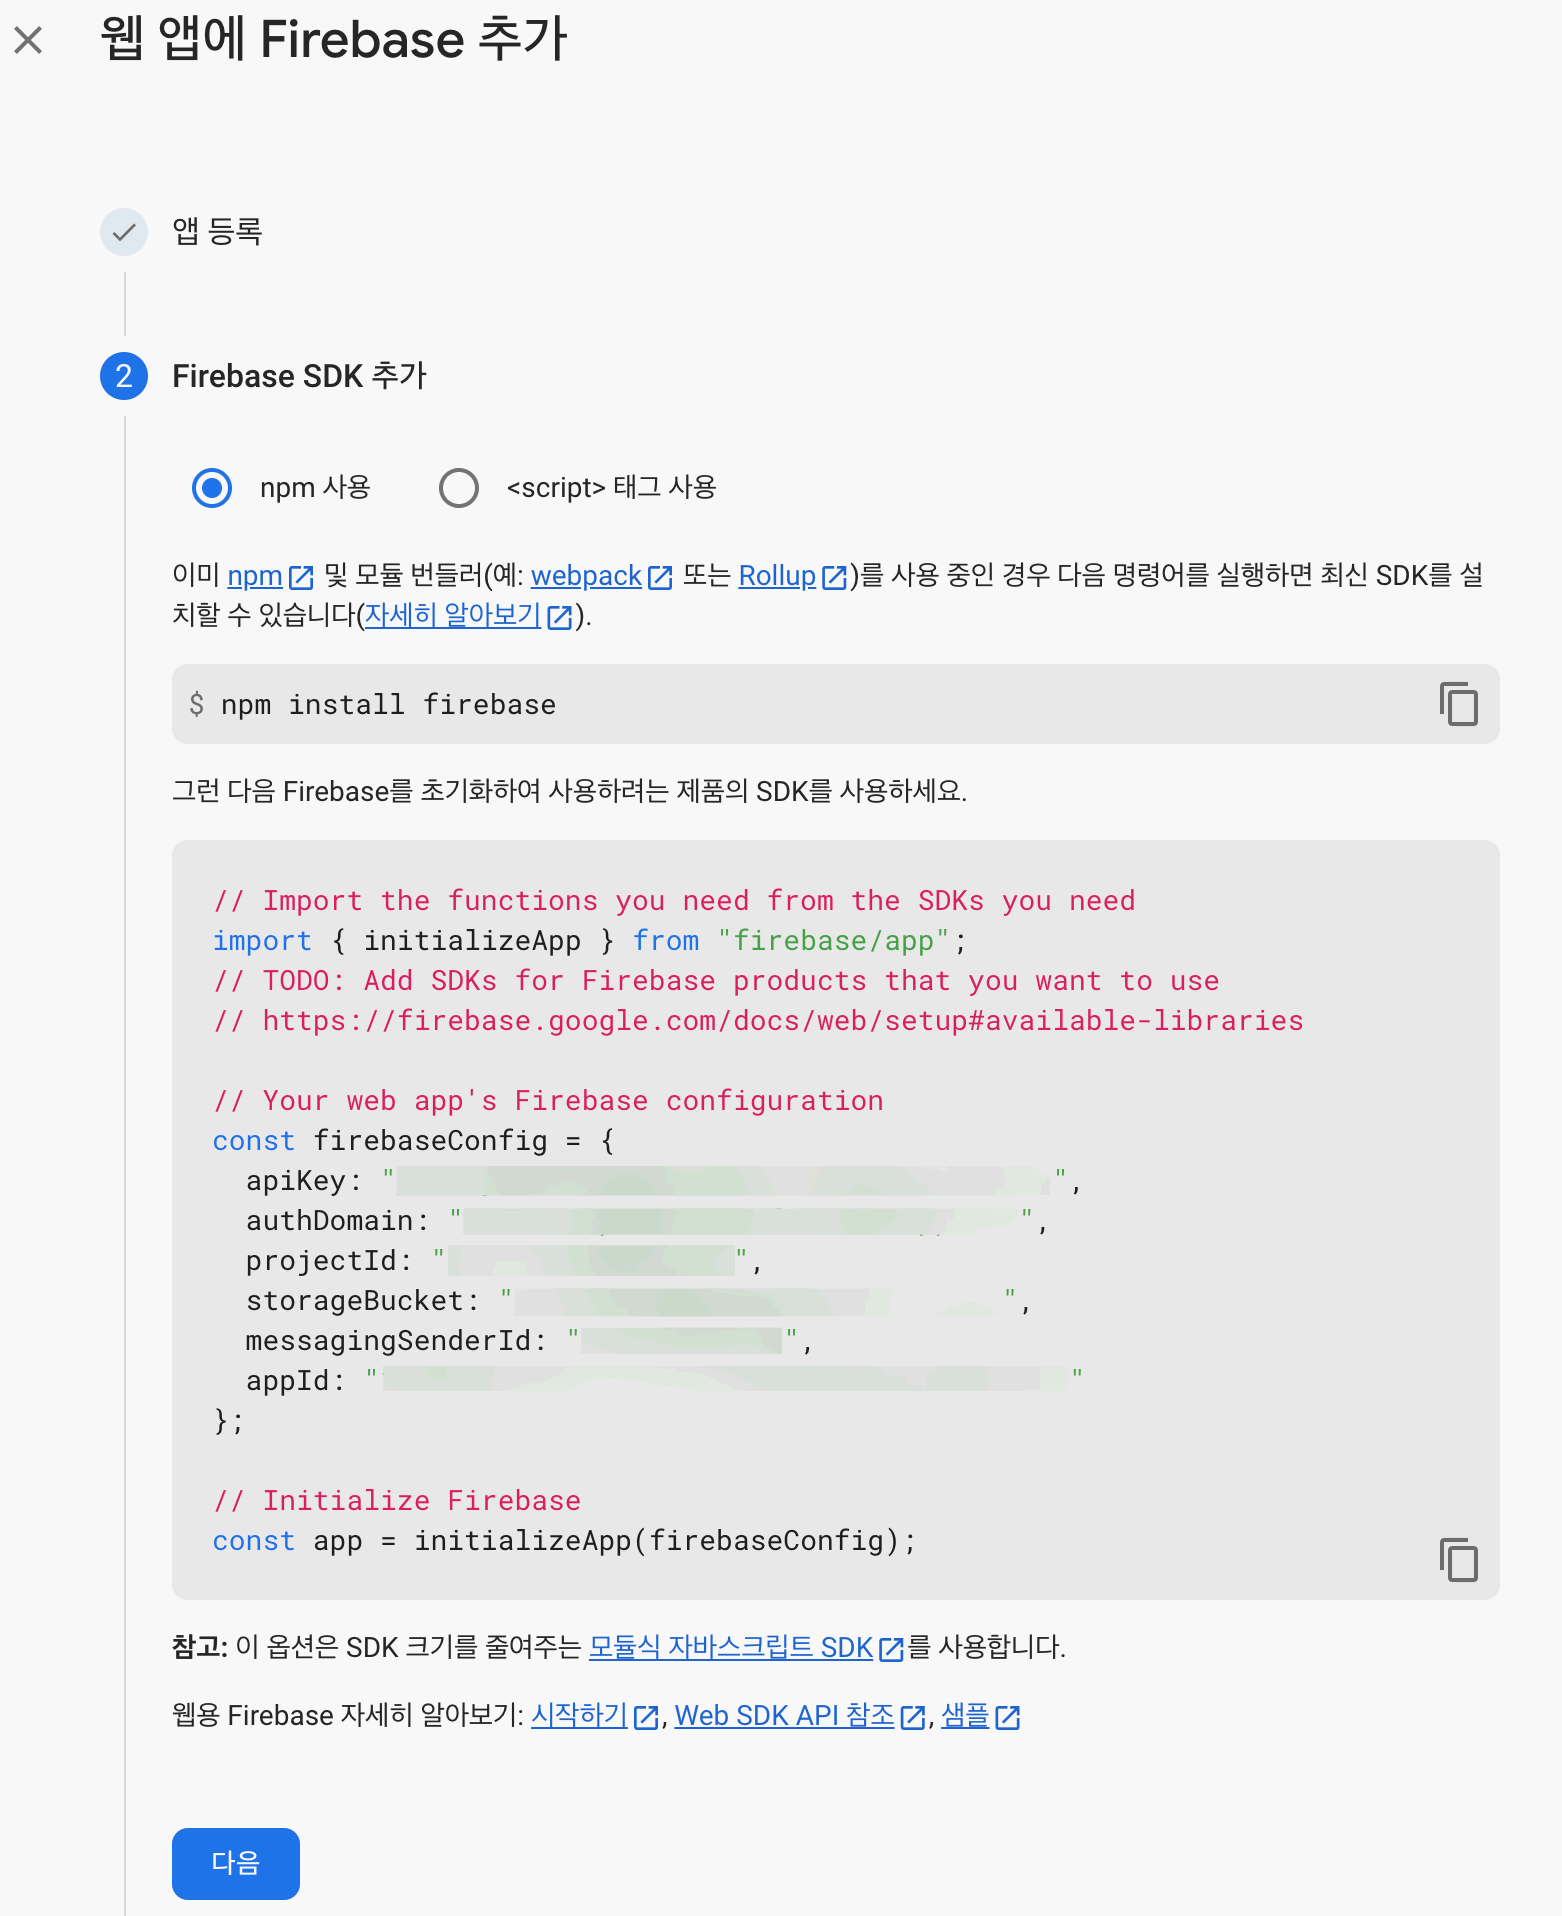 웹 앱에 Firebase 추가
앱 등록
2 Firebase SDK 추가
npm 사용 <script> 태그 사용
이미 npm 및 모듈 번들러(예: webpack 또는 Rollup)를 사용 중인 경우 다음 명령어를 실행하면 최신 SDK를 설
치할 수 있습니다(자세히 알아보기).
$ npm install firebase
그런 다음 Firebase를 초기화하여 사용하려는 제품의 SDK를 사용하세요.
// Import the functions you need from the SDKs you need
import { initializeApp } from "firebase/app";
// TODO: Add SDKs for Firebase products that you want to use
// https://firebase.google.com/docs/web/setup#available-libraries
// Your web app's Firebase configuration
const firebaseConfig = {
apiKey: "",
authDomain: "",
projectId: "",
storageBucket: "",
messagingSenderId: "",
appId: ""
};
// Initialize Firebase
const app = initializeApp(firebaseConfig);
참고: 이 옵션은 SDK 크기를 줄여주는 모듈식 자바스크립트 SDK를 사용합니다.
웹용 Firebase 자세히 알아보기: 시작하기, Web SDK API 참조, 샘플
다음